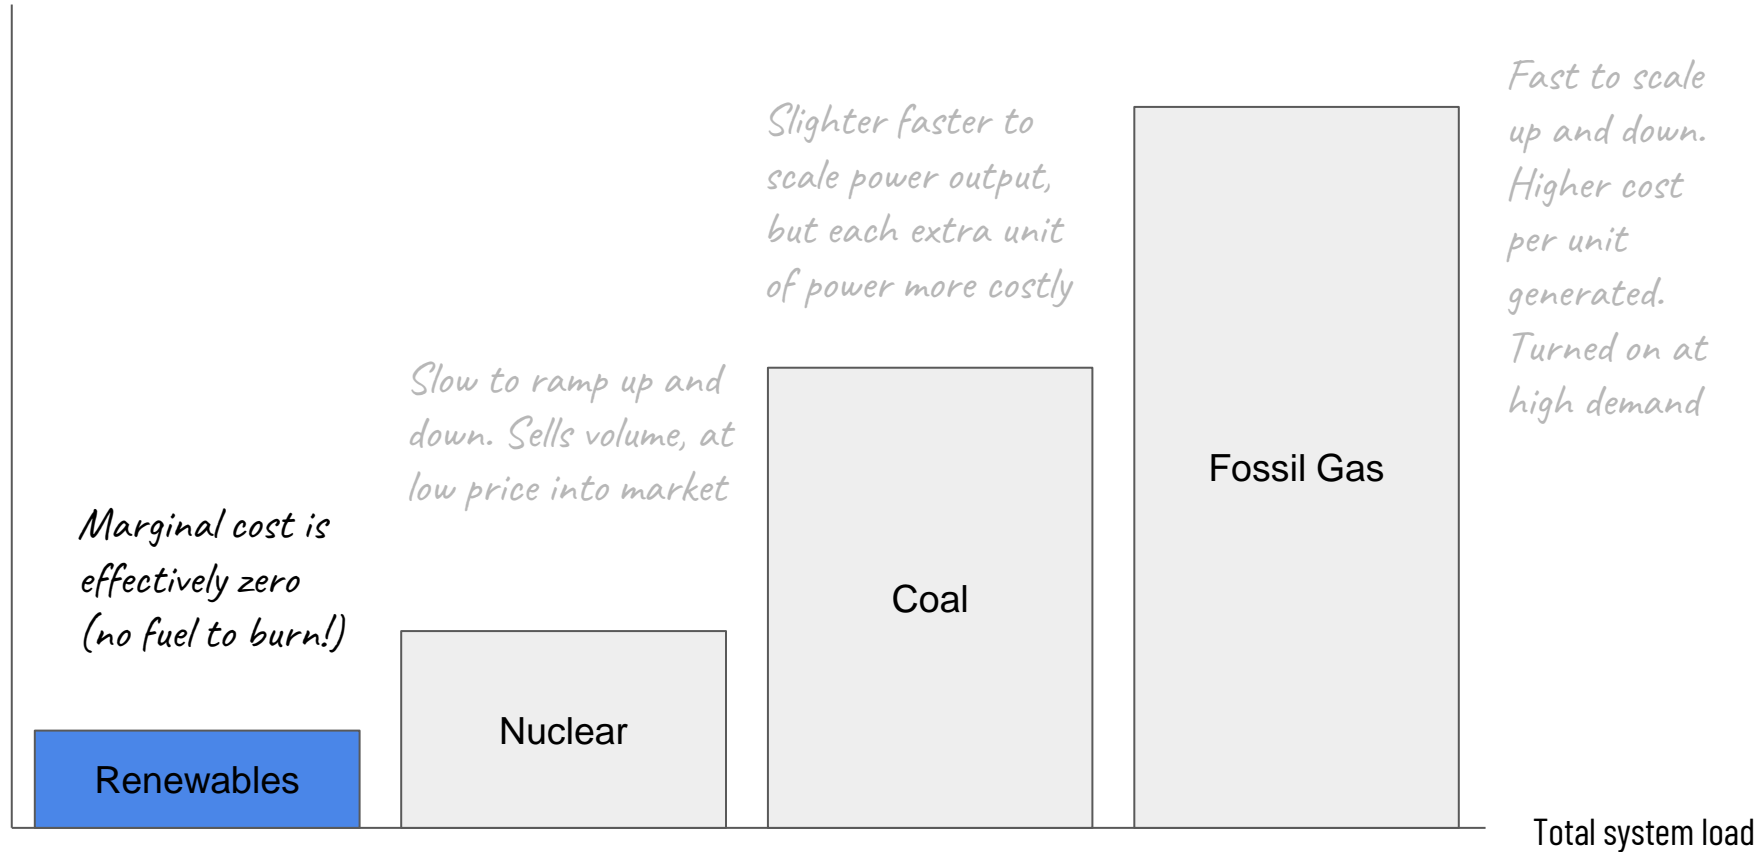 Marginal cost is
effectively zero
(no fuel to burn!)
Renewables
Slow to ramp up and
down. Sells volume, at
low price into market
Nuclear
Slighter faster to
scale power output,
but each extra unit
of power more costly
Coal
Fossil Gas
Fast to scale
up and down.
Higher cost
per unit
generated.
Turned on at
high demand
Total system load